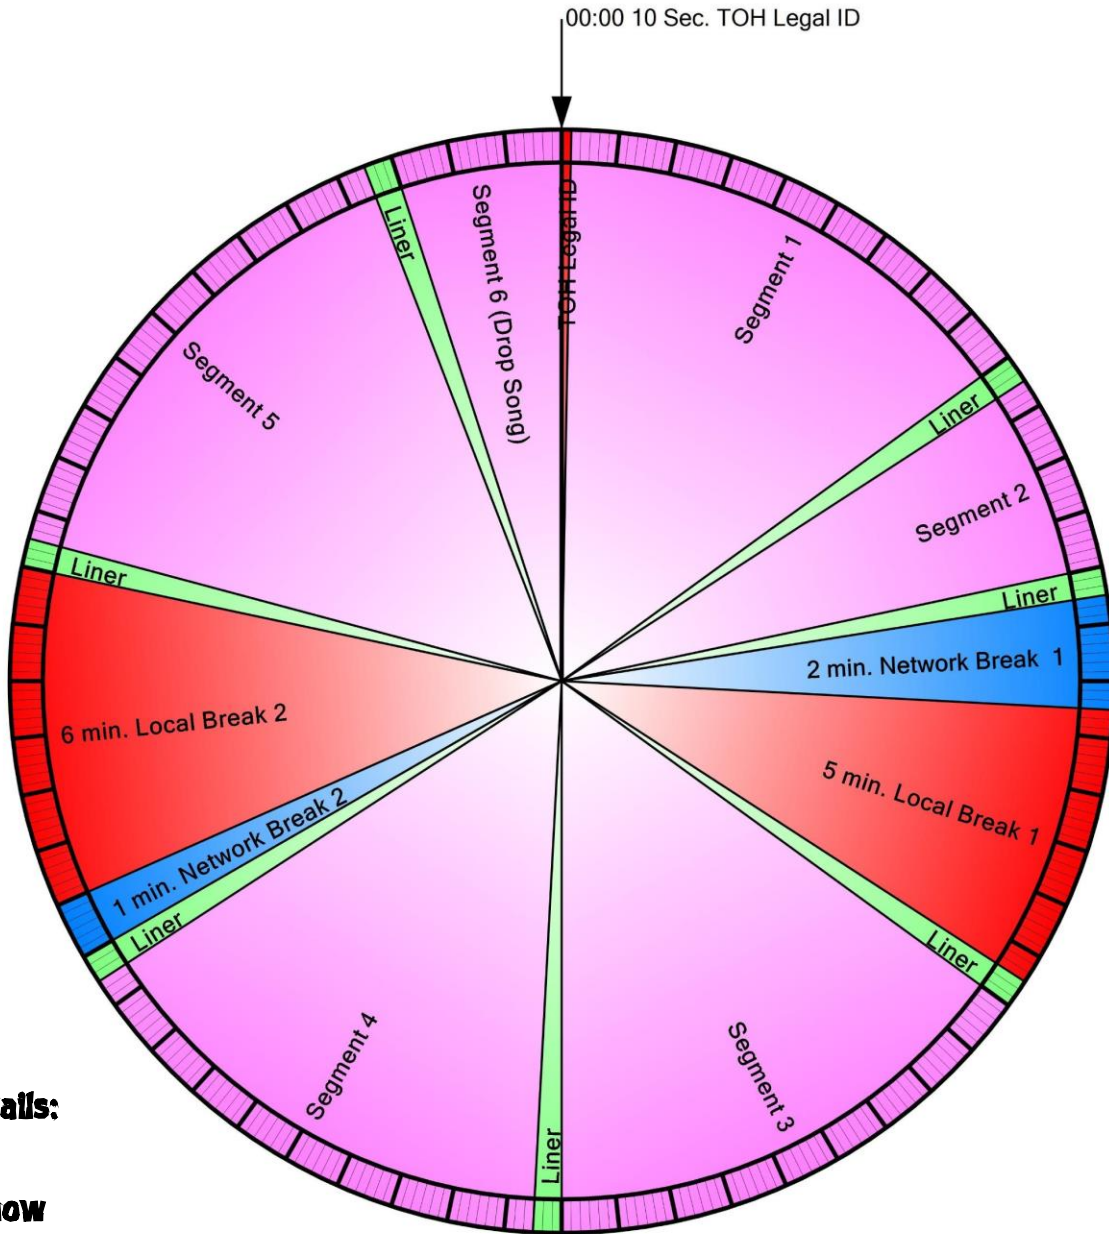 00:00 10 Sec. TOH Legal ID
TOH Legal ID
Segment 1
Liner
Segment 2
Liner
2 min. Network Break 1
5 min. Local Break 1
Liner
Segment 3
Liner
Segment 4
Liner
1 min. Network Break 2
6 min. Local Break 2
Liner
Segment 5
Liner
Segment 6 (Drop Song)